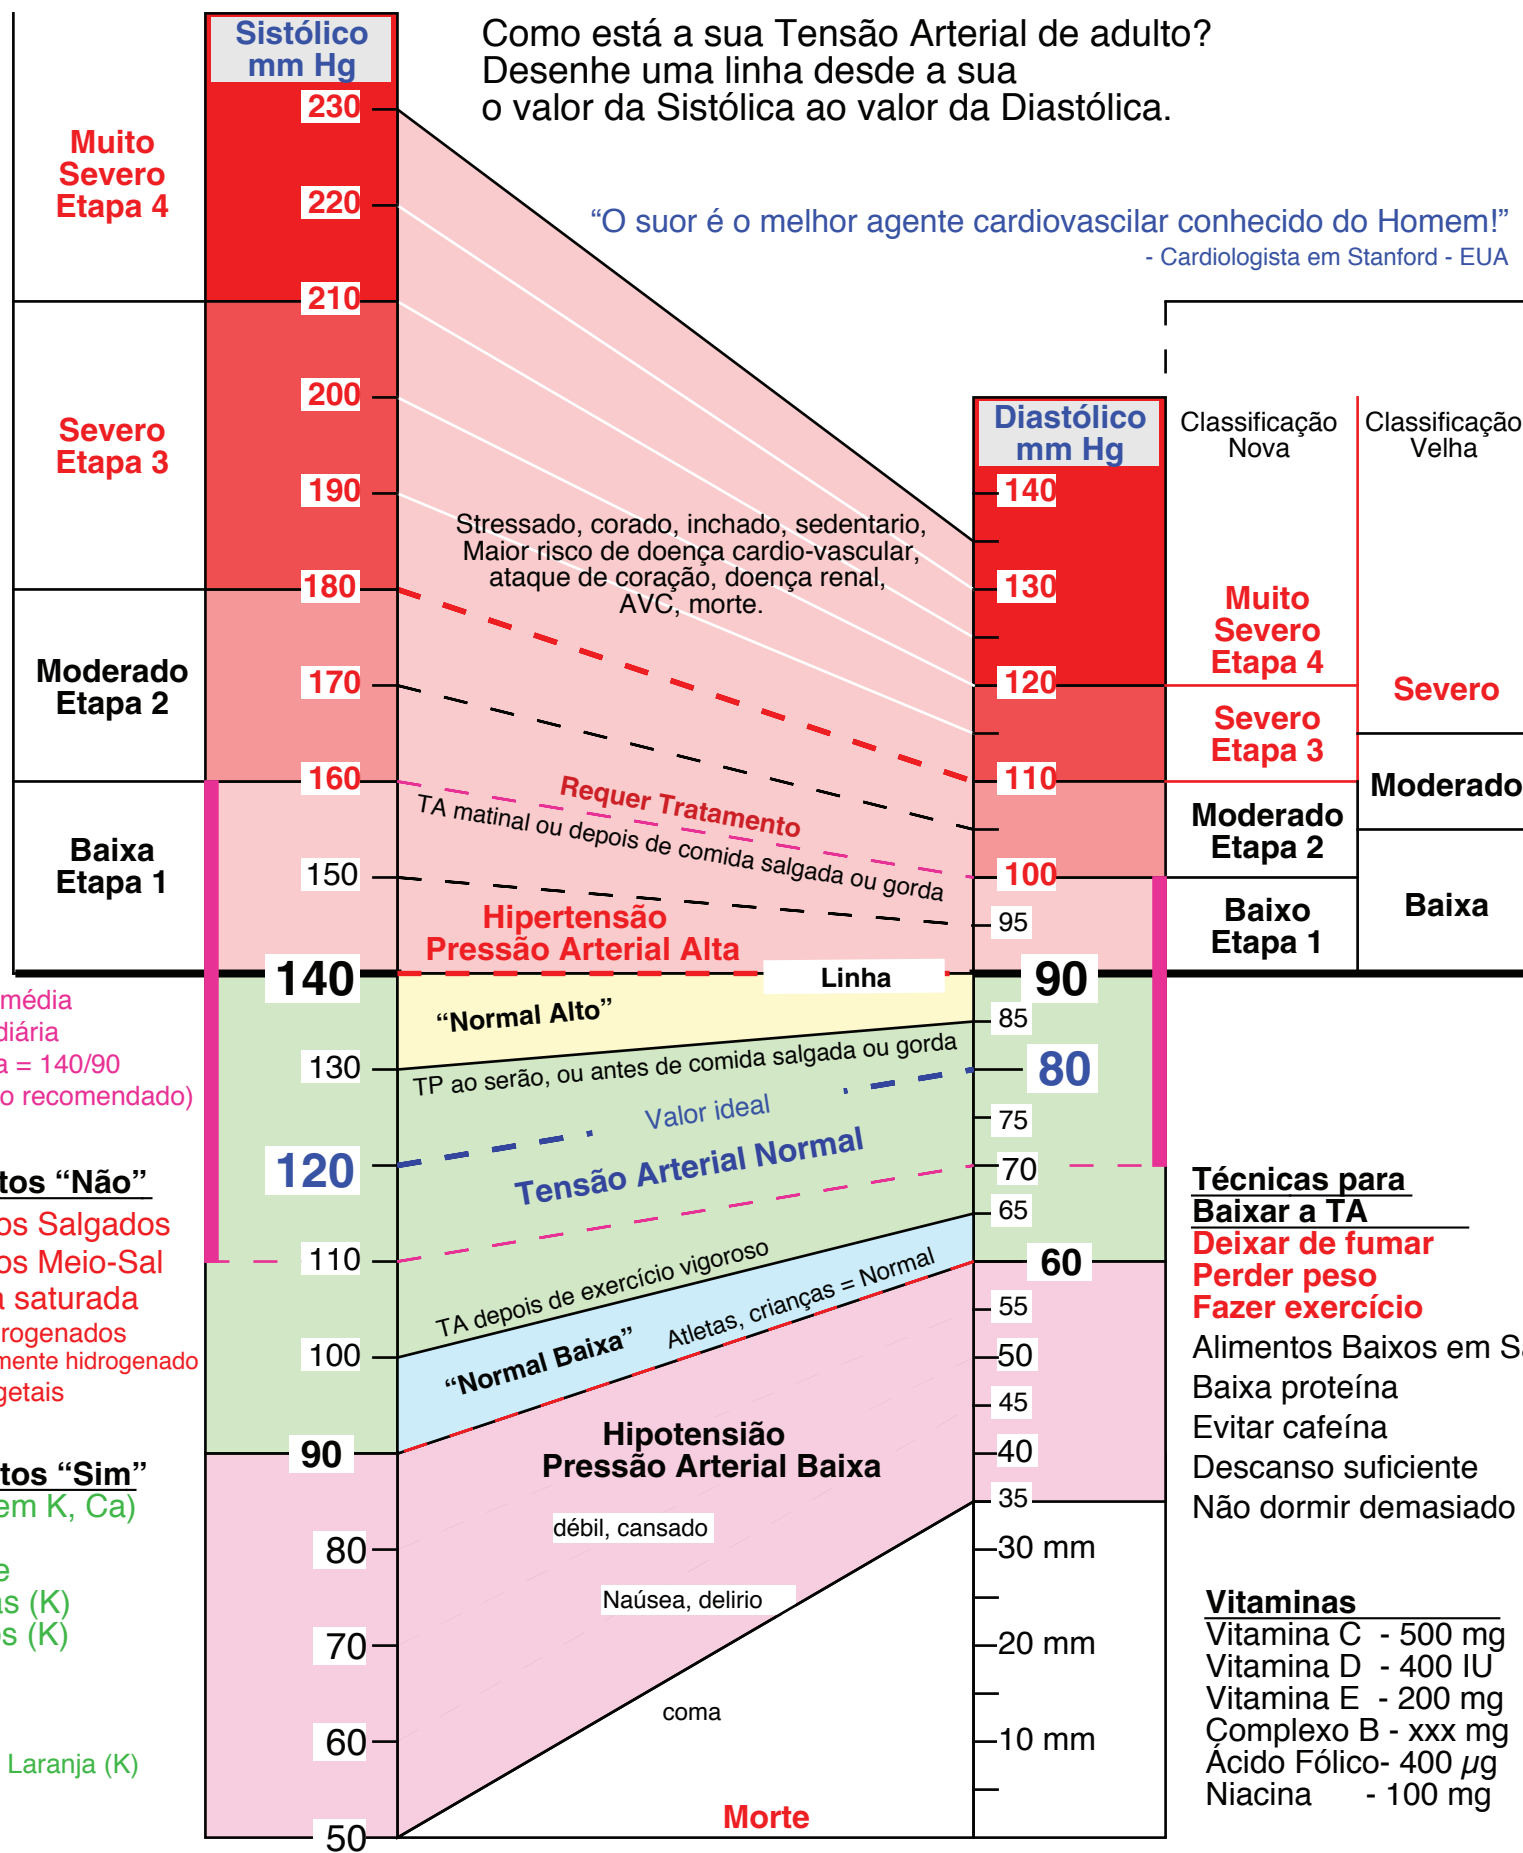 Sistólico
mm Hg
Como está a sua Tensão Arterial de adulto?
Desenhe uma linha desde a sua
o valor da Sistólica ao valor da Diastólica.
“O suor é o melhor agente cardiovascilar conhecido do Homem!”
- Cardiologista em Stanford - EUA
Muito
Severo
Etapa 4
Severo
Etapa 3
Moderado
Etapa 2
Baixa
Etapa 1
230
220
210
200
190
180
170
160
150
140
130
120
110
100
90
80
70
60
50
Stressado, corado, inchado, sedentario,
Maior risco de doença cardio-vascular,
ataque de coração, doença renal,
AVC, morte.
Requer Tratamento
TA matinal ou depois de comida salgada ou gorda
Hipertensão
Pressão Arterial Alta
Linha
“Normal Alto”
TP ao serão, ou antes de comida salgada ou gorda
Valor ideal
Tensão Arterial Normal
TA depois de exercício vigoroso
“Normal Baixa”
Atletas, crianças = Normal
Hipotensião
Pressão Arterial Baixa
débil, cansado
Naúsea, delirio
coma
Morte
Diastólico
mm Hg
140
130
120
110
100
95
90
85
80
75
70
65
60
55
50
45
40
35
30 mm
20 mm
10 mm
Classificação
Nova
Classificação
Velha
Muito
Severo
Etapa 4
Severo
Etapa 3
Moderado
Etapa 2
Baixo
Etapa 1
Severo
Moderado
Baixa
média
diária
a = 140/90
o recomendado)
tos “Não”
os Salgados
os Meio-Sal
a saturada
rogenados
mente hidrogenado
getais
tos “Sim”
em K, Ca)
e
as (K)
os (K)
Laranja (K)
Técnicas para
Baixar a TA
Deixar de fumar
Perder peso
Fazer exercício
Alimentos Baixos em Sa
Baixa proteína
Evitar cafeína
Descanso suficiente
Não dormir demasiado
Vitaminas
Vitamina C - 500 mg
Vitamina D - 400 IU
Vitamina E - 200 mg
Complexo B - xxx mg
Ácido Fólico- 400 µg
Niacina - 100 mg